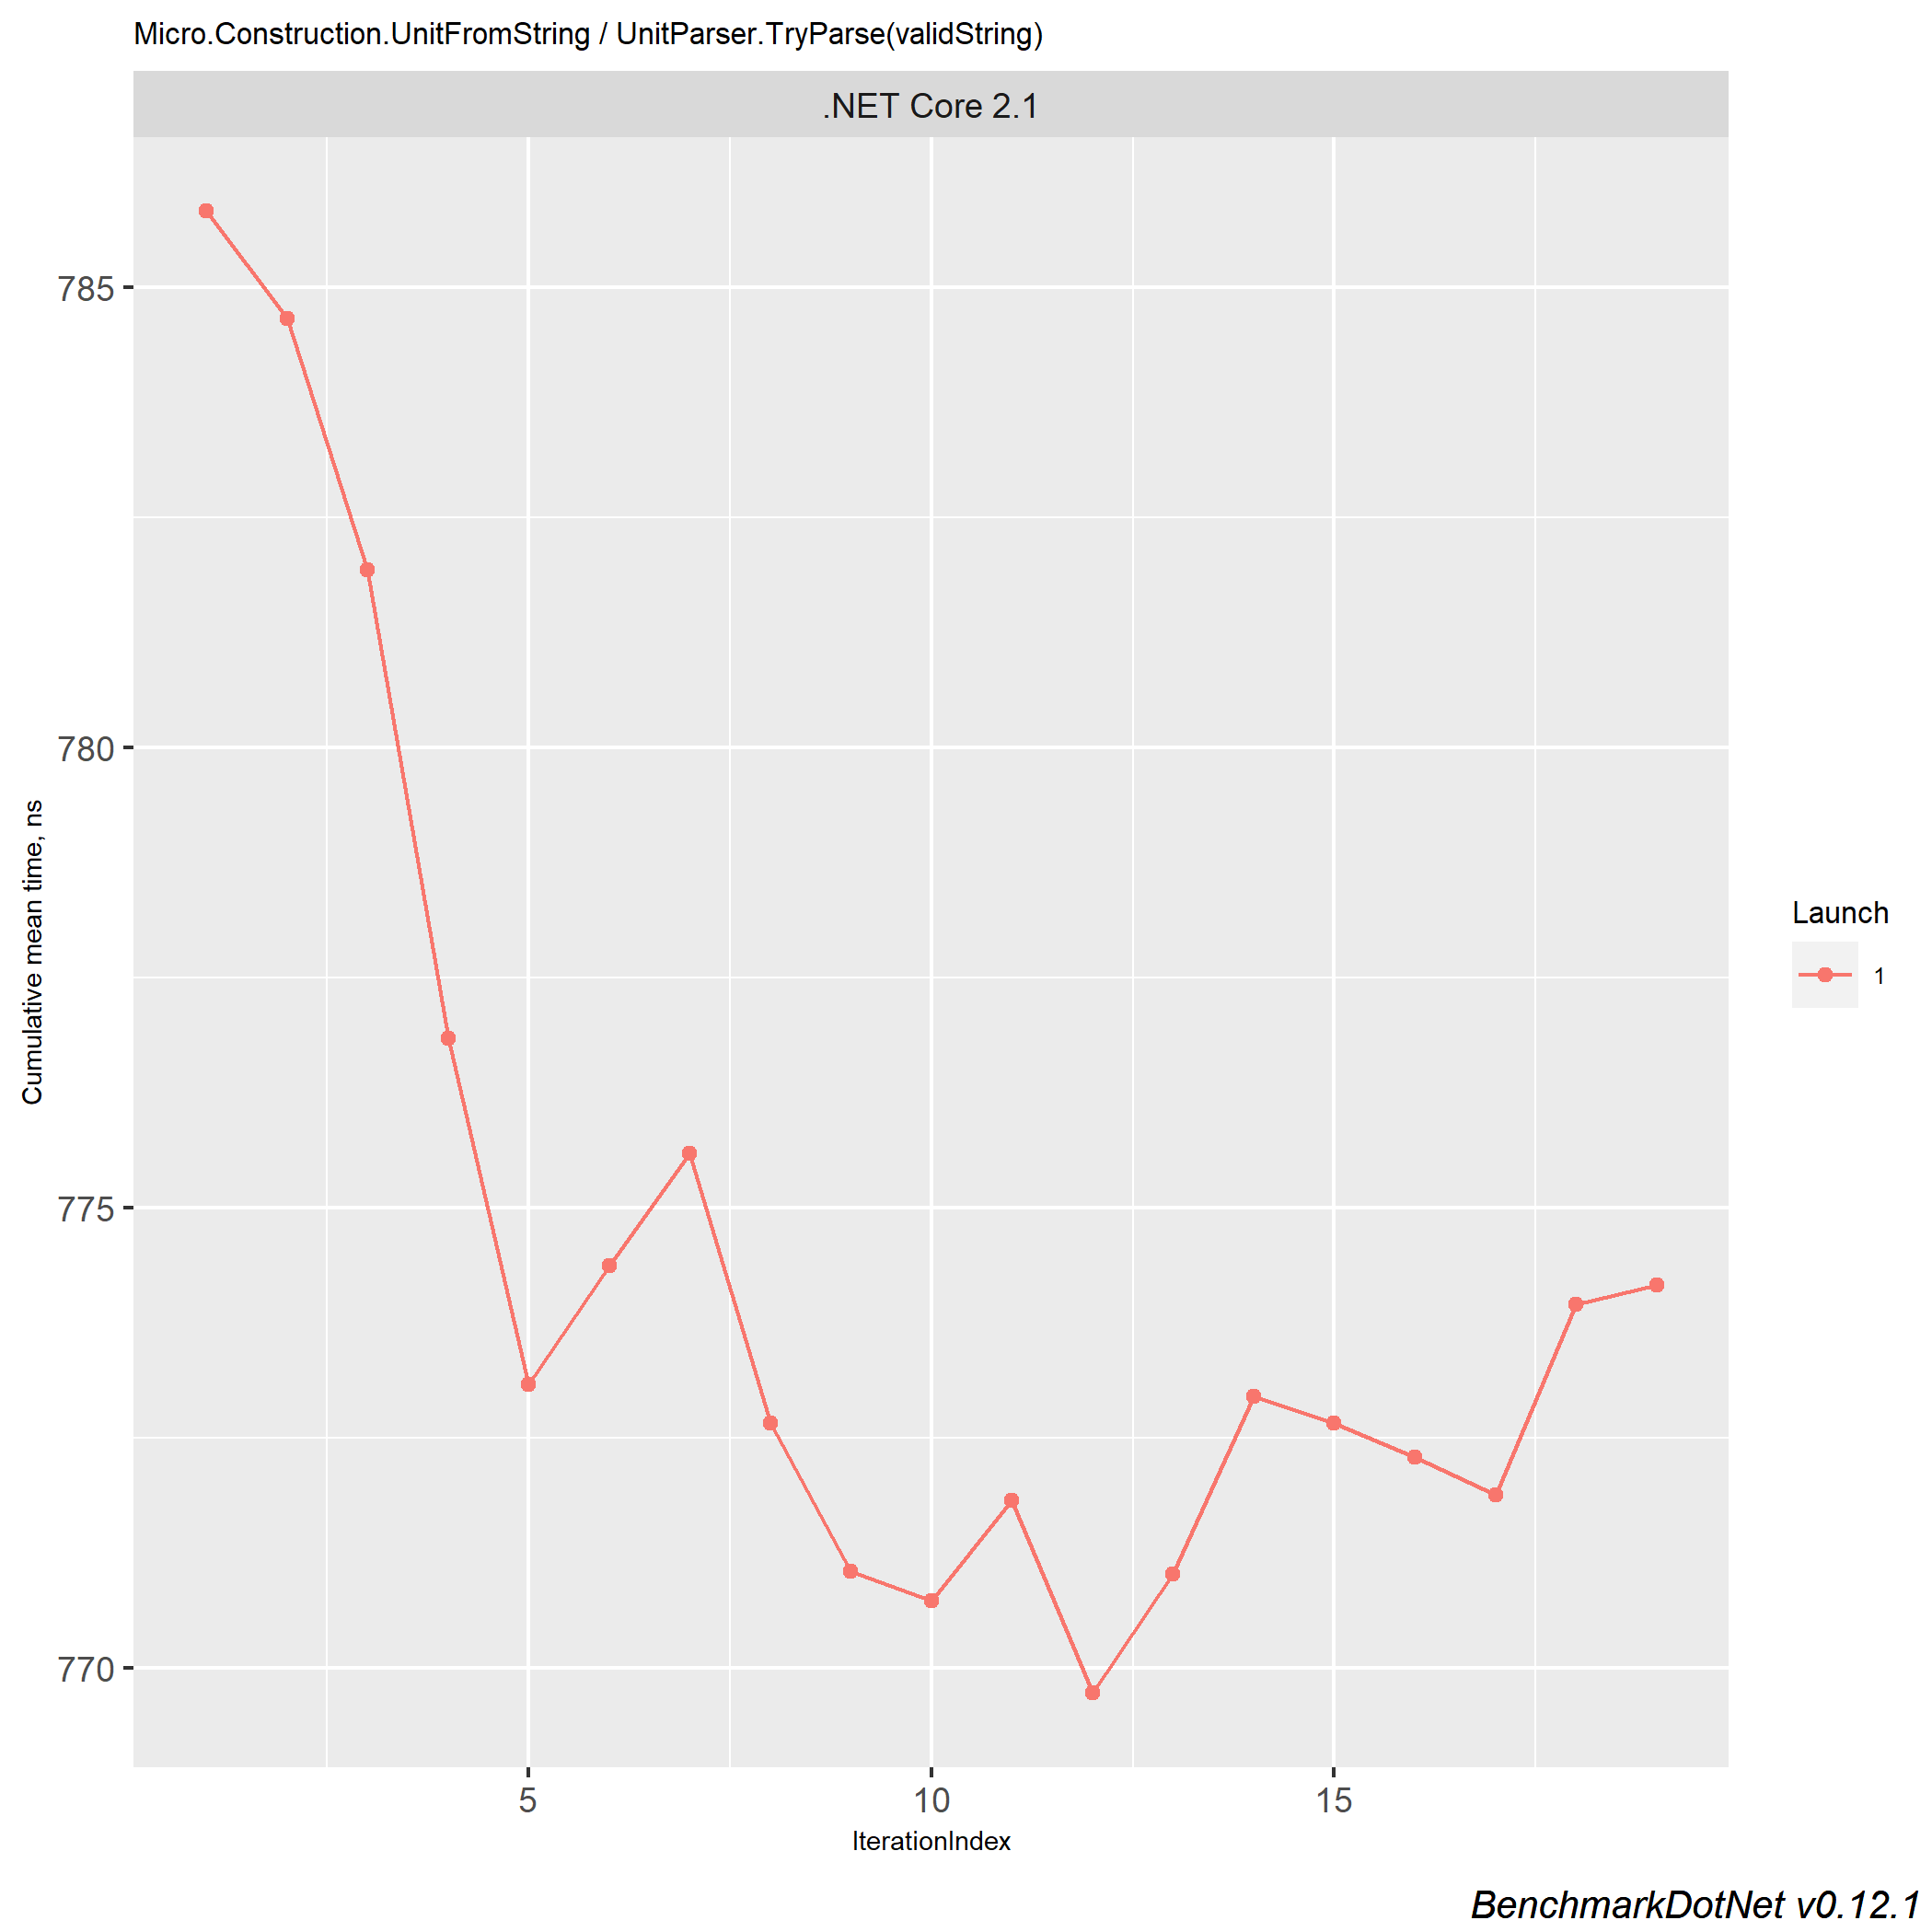 Micro.Construction.UnitFromString / UnitParser.TryParse(validString)
.NET Core 2.1
785
780
775
770
Cumulative mean time, ns
5
10
15
IterationIndex
Launch
1
BenchmarkDotNet v0.12.1